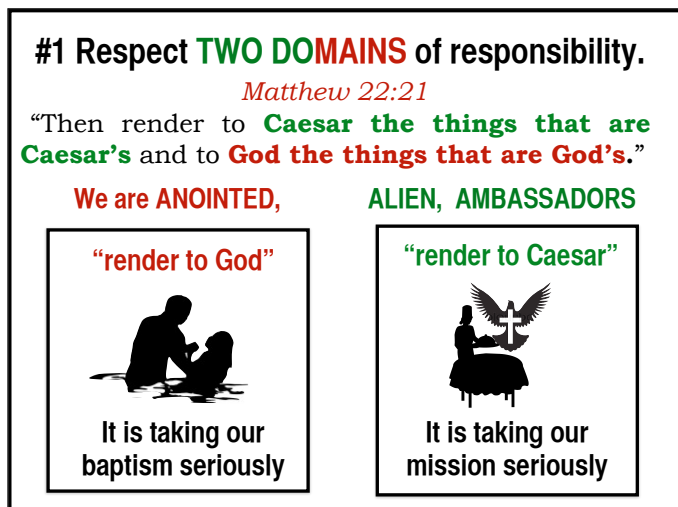 #1 Respect TWO DOMAINS of responsibility.
Matthew 22:21
“Then render to Caesar the things that are
Caesar’s and to God the things that are God’s.”
We are ANOINTED, ALIEN, AMBASSADORS
“render to God”
It is taking our
baptism seriously
“render to Caesar”
It is taking our
mission seriously